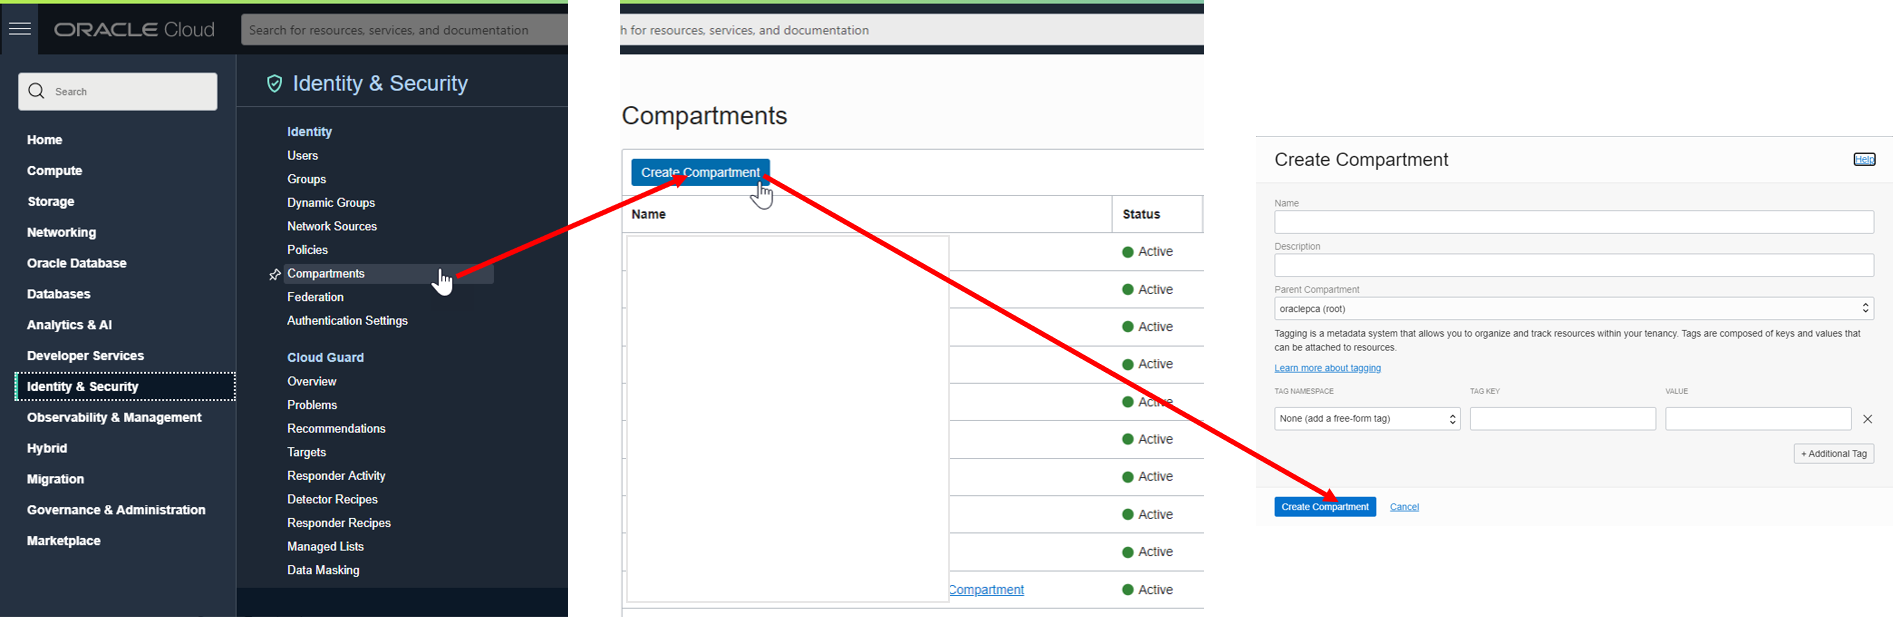 ORACLE Cloud
Search for resources, services, and documentation
Search
Home
Compute
Storage
Networking
Oracle Database
Databases
Analytics & AI
Developer Services
Identity & Security
Observability & Management
Hybrid
Migration
Governance & Administration
Marketplace
Identity & Security
Identity
Users
Groups
Dynamic Groups
Network Sources
Policies
Compartments
Federation
Authentication Settings
Cloud Guard
Overview
Problems
Recommendations
Targets
Responder Activity
Detector Recipes
Responder Recipes
Managed Lists
Data Masking
h for resources, services, and documentation
Compartments
Create Compartment
Name Status
Active
Active
Active
Active
Active
Active
Active
Active
Active
Compartment Active
Create Compartment Help
Name
Description
Parent Compartment
oraclepca (root)
Tagging is a metadata system that allows you to organize and track resources within your tenancy. Tags are composed of keys and values that
can be attached to resources.
Learn more about tagging
TAG NAMESPACE TAG KEY VALUE
None (add a free-form tag)
+ Additional Tag
Create Compartment Cancel